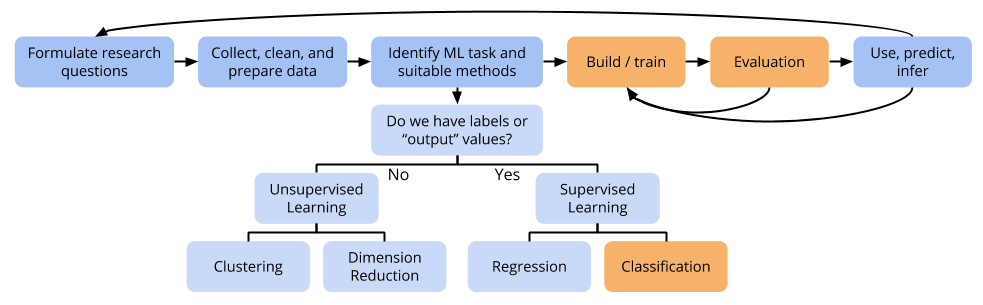 Formulate research
questions
Collect, clean, and
prepare data
Identify ML task and
suitable methods
Build / train
Evaluation
Use, predict,
infer
Do we have labels or
“output” values?
No
Yes
Unsupervised
Learning
Supervised
Learning
Clustering
Dimension
Reduction
Regression
Classification